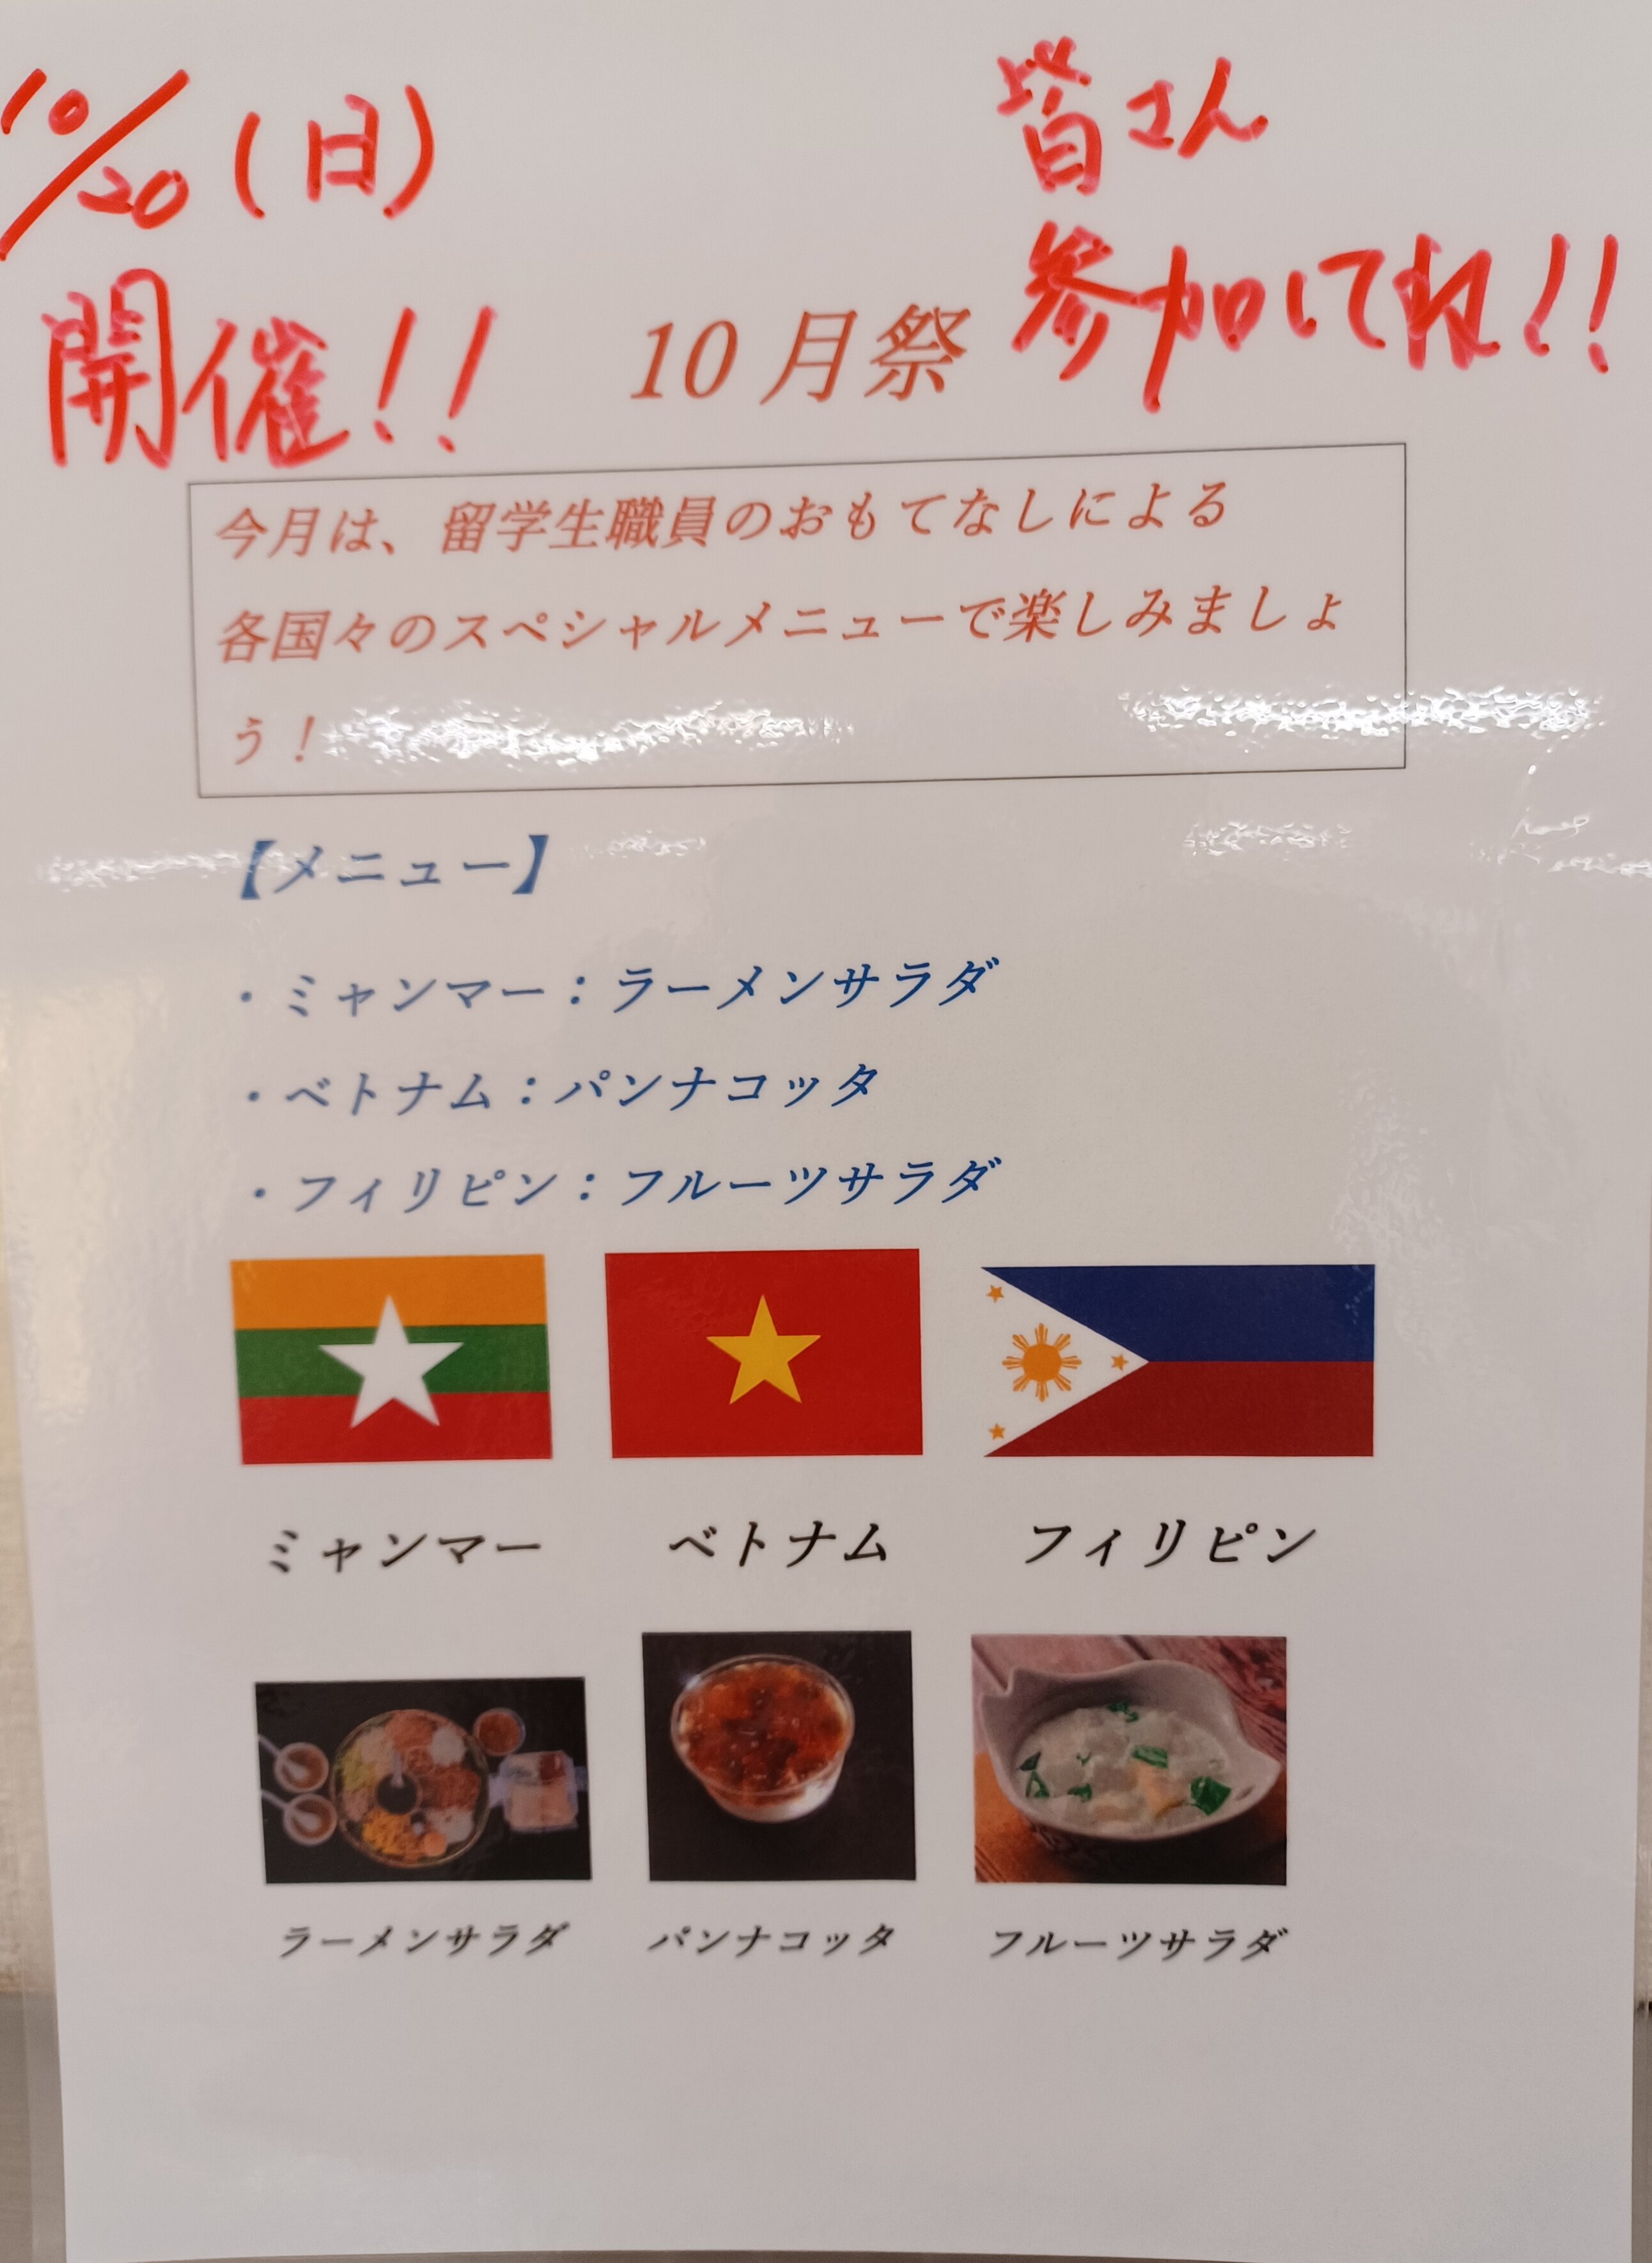 10/20(日)
開催!!
皆さん
参加してね!!
10月祭
今月は、留学生職員のおもてなしによる
各国々のスペシャルメニューで楽しみましょ
う！
【メニュー】
・ミャンマー：ラーメンサラダ
・ベトナム：パンナコッタ
・フィリピン：フルーツサラダ
ミャンマー ベトナム フィリピン
ラーメンサラダ パンナコッタ フルーツサラダ